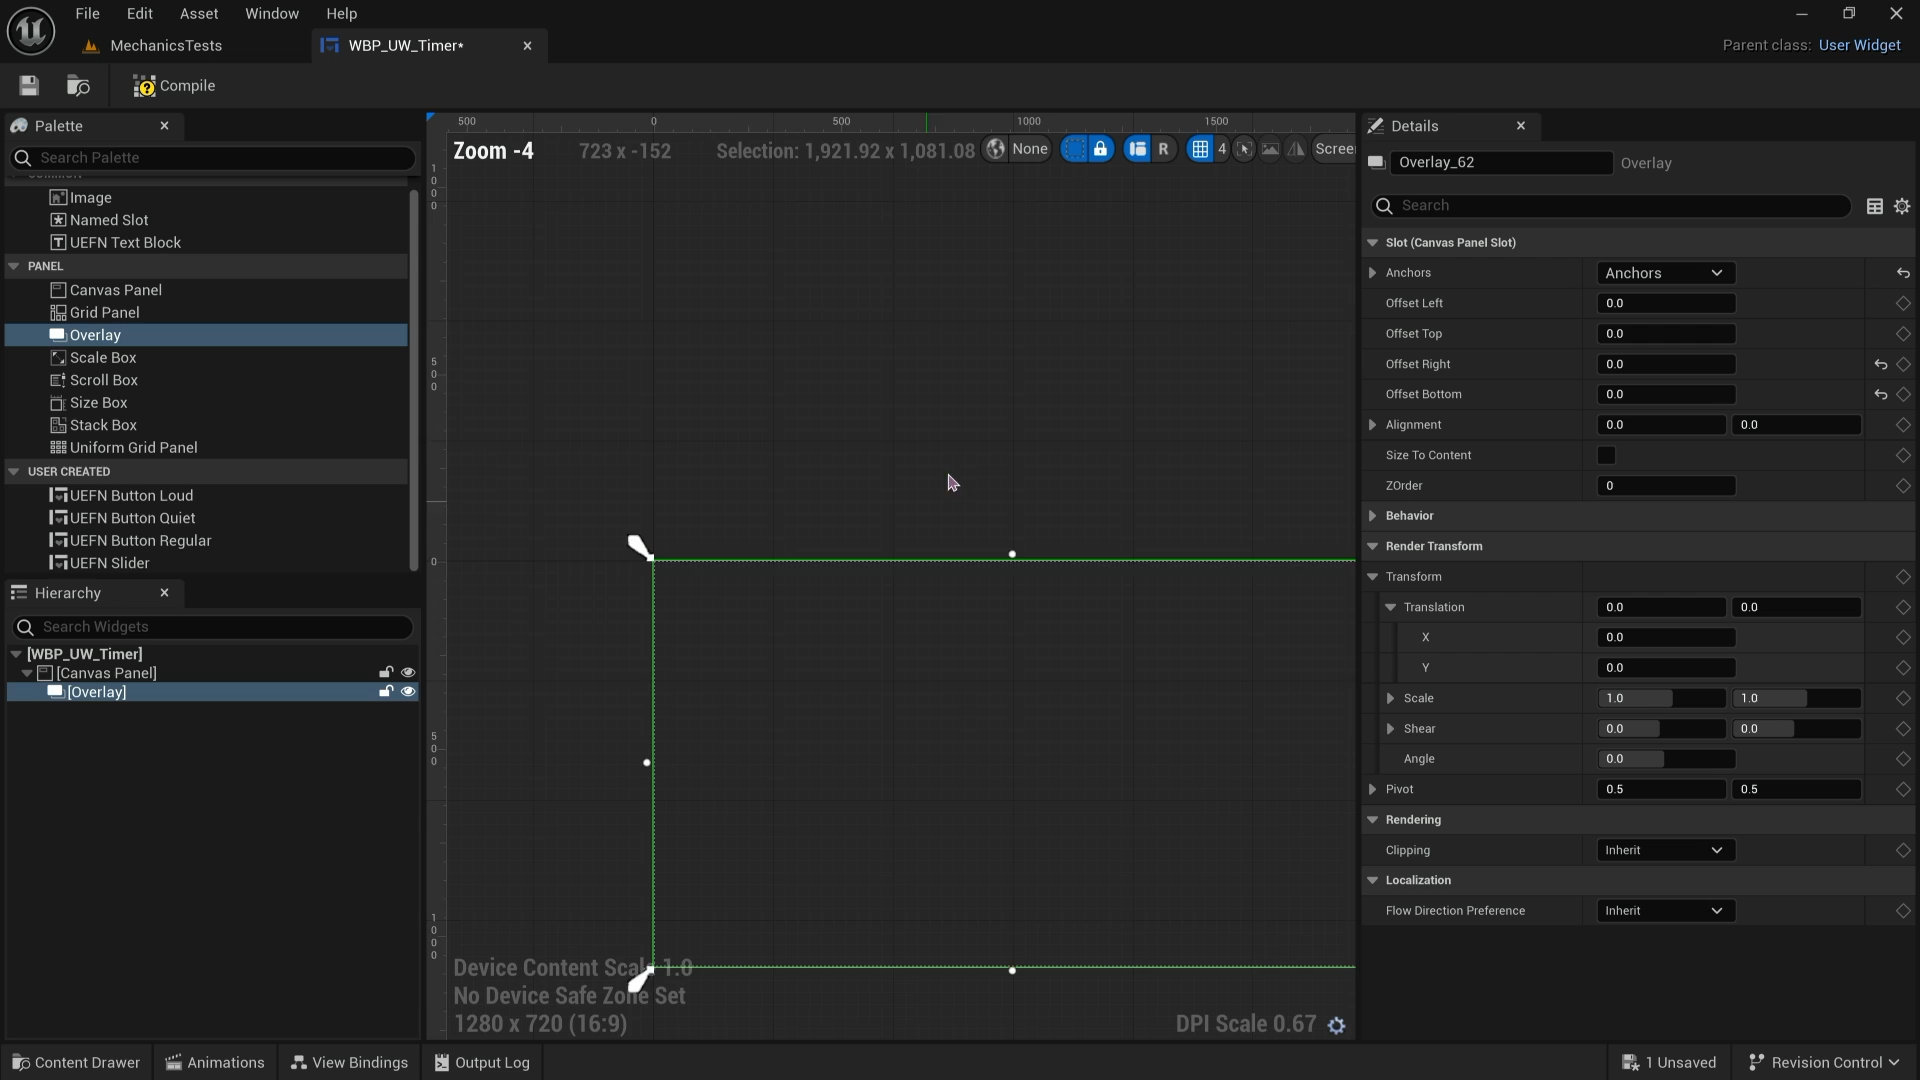 File Edit Asset Window Help
MechanicsTests
WBP_UW_Timer*
Parent class: User Widget
Compile
Palette
Search Palette
Image
Named Slot
UEFN Text Block
PANEL
Canvas Panel
Grid Panel
Overlay
Scale Box
Scroll Box
Size Box
Stack Box
Uniform Grid Panel
USER CREATED
UEFN Button Loud
UEFN Button Quiet
UEFN Button Regular
UEFN Slider
Hierarchy
Search Widgets
[WBP_UW_Timer]
[Canvas Panel]
[Overlay]
500 0 500 1000 1500
Zoom -4 723 x -152 Selection: 1,921.92 x 1,081.08 None R 4 Scree
1000
500
0
500
1000
Device Content Scale 1.0
No Device Safe Zone Set
1280 x 720 (16:9)
DPI Scale 0.67
Details
Overlay_62 Overlay
Search
Slot (Canvas Panel Slot)
Anchors Anchors
Offset Left 0.0
Offset Top 0.0
Offset Right 0.0
Offset Bottom 0.0
Alignment 0.0 0.0
Size To Content
ZOrder 0
Behavior
Render Transform
Transform
Translation 0.0 0.0
X 0.0
Y 0.0
Scale 1.0 1.0
Shear 0.0 0.0
Angle 0.0
Pivot 0.5 0.5
Rendering
Clipping Inherit
Localization
Flow Direction Preference Inherit
Content Drawer Animations View Bindings Output Log
1 Unsaved Revision Control